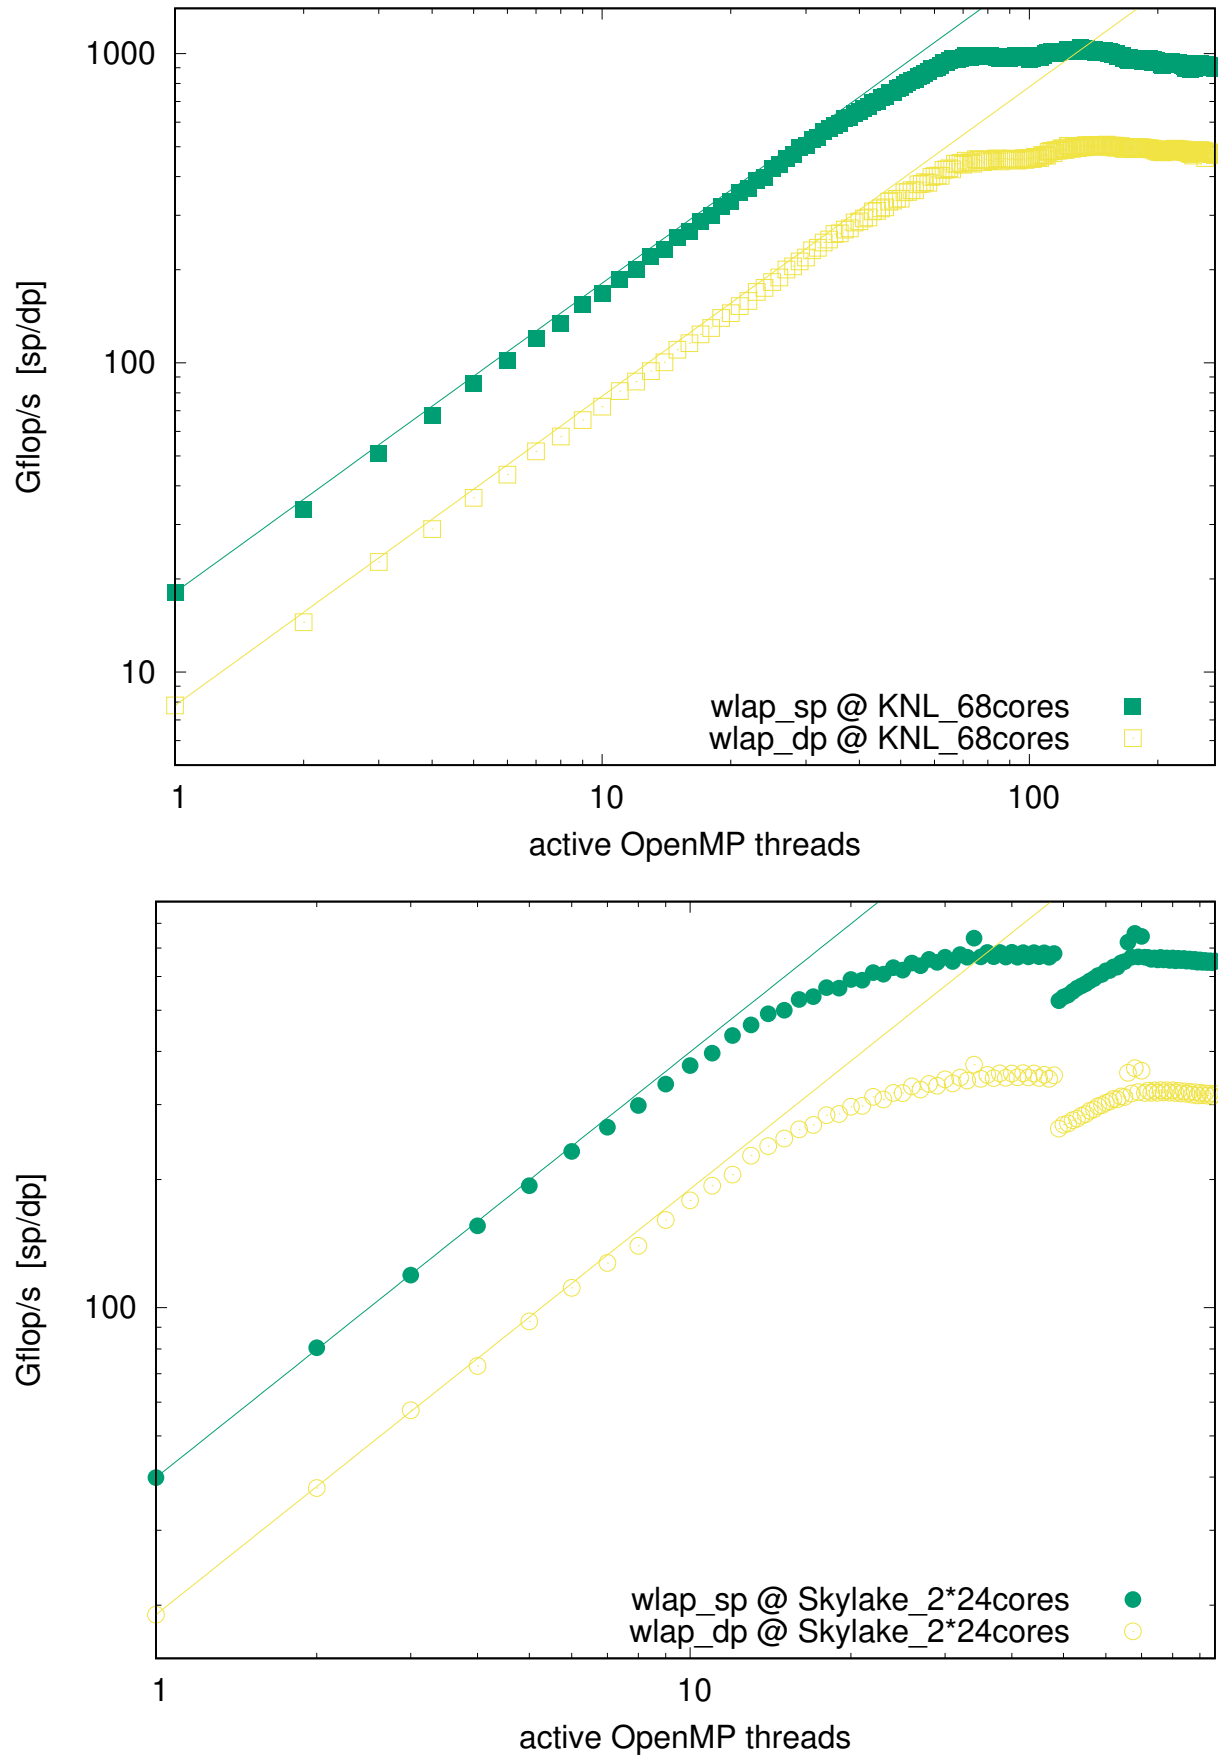 1000
100
10
Gflop/s [sp/dp]
wlap_sp @ KNL_68cores
wlap_dp @ KNL_68cores
1 10 100
active OpenMP threads
100
Gflop/s [sp/dp]
wlap_sp @ Skylake_2*24cores
wlap_dp @ Skylake_2*24cores
1 10
active OpenMP threads